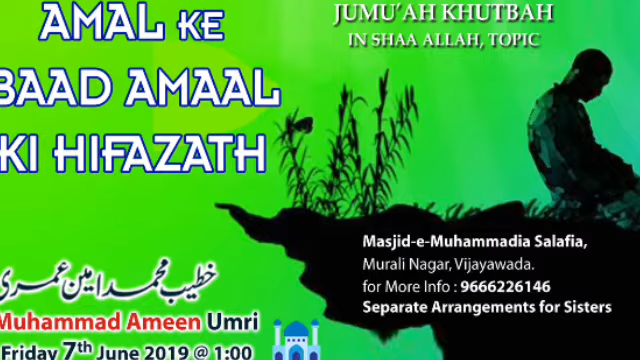 AMAL KE
BAAD AMAAL
KI HIFAZATH
JUMU'AH KHUTBAH
IN SHAA ALLAH, TOPIC
Masjid-e-Muhammadia Salafia,
Murali Nagar, Vijayawada.
for More Info : 9666226146
Separate Arrangements for Sisters
خطیب محمد امین عمری
Muhammad Ameen Umri
Friday 7th June 2019 @ 1:00